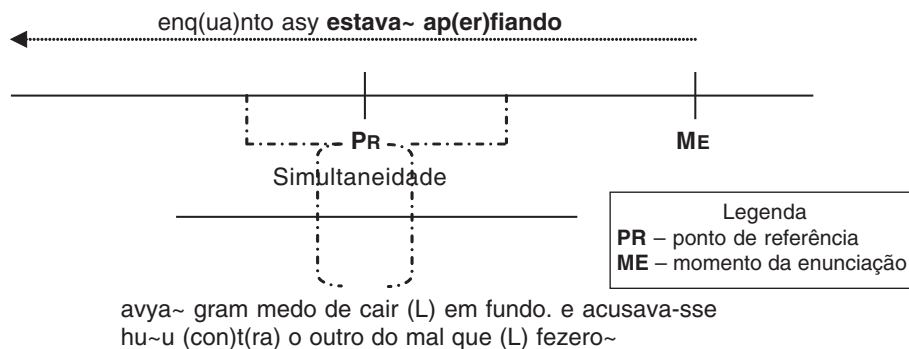 enq(ua)nto asy estava~ ap(er)fiando
PR
ME
Simultaneidade
Legenda
PR – ponto de referência
ME – momento da enunciação
avya~ gram medo de cair (L) em fundo. e acusava-sse
hu~u (con)t(ra) o outro do mal que (L) fezero~